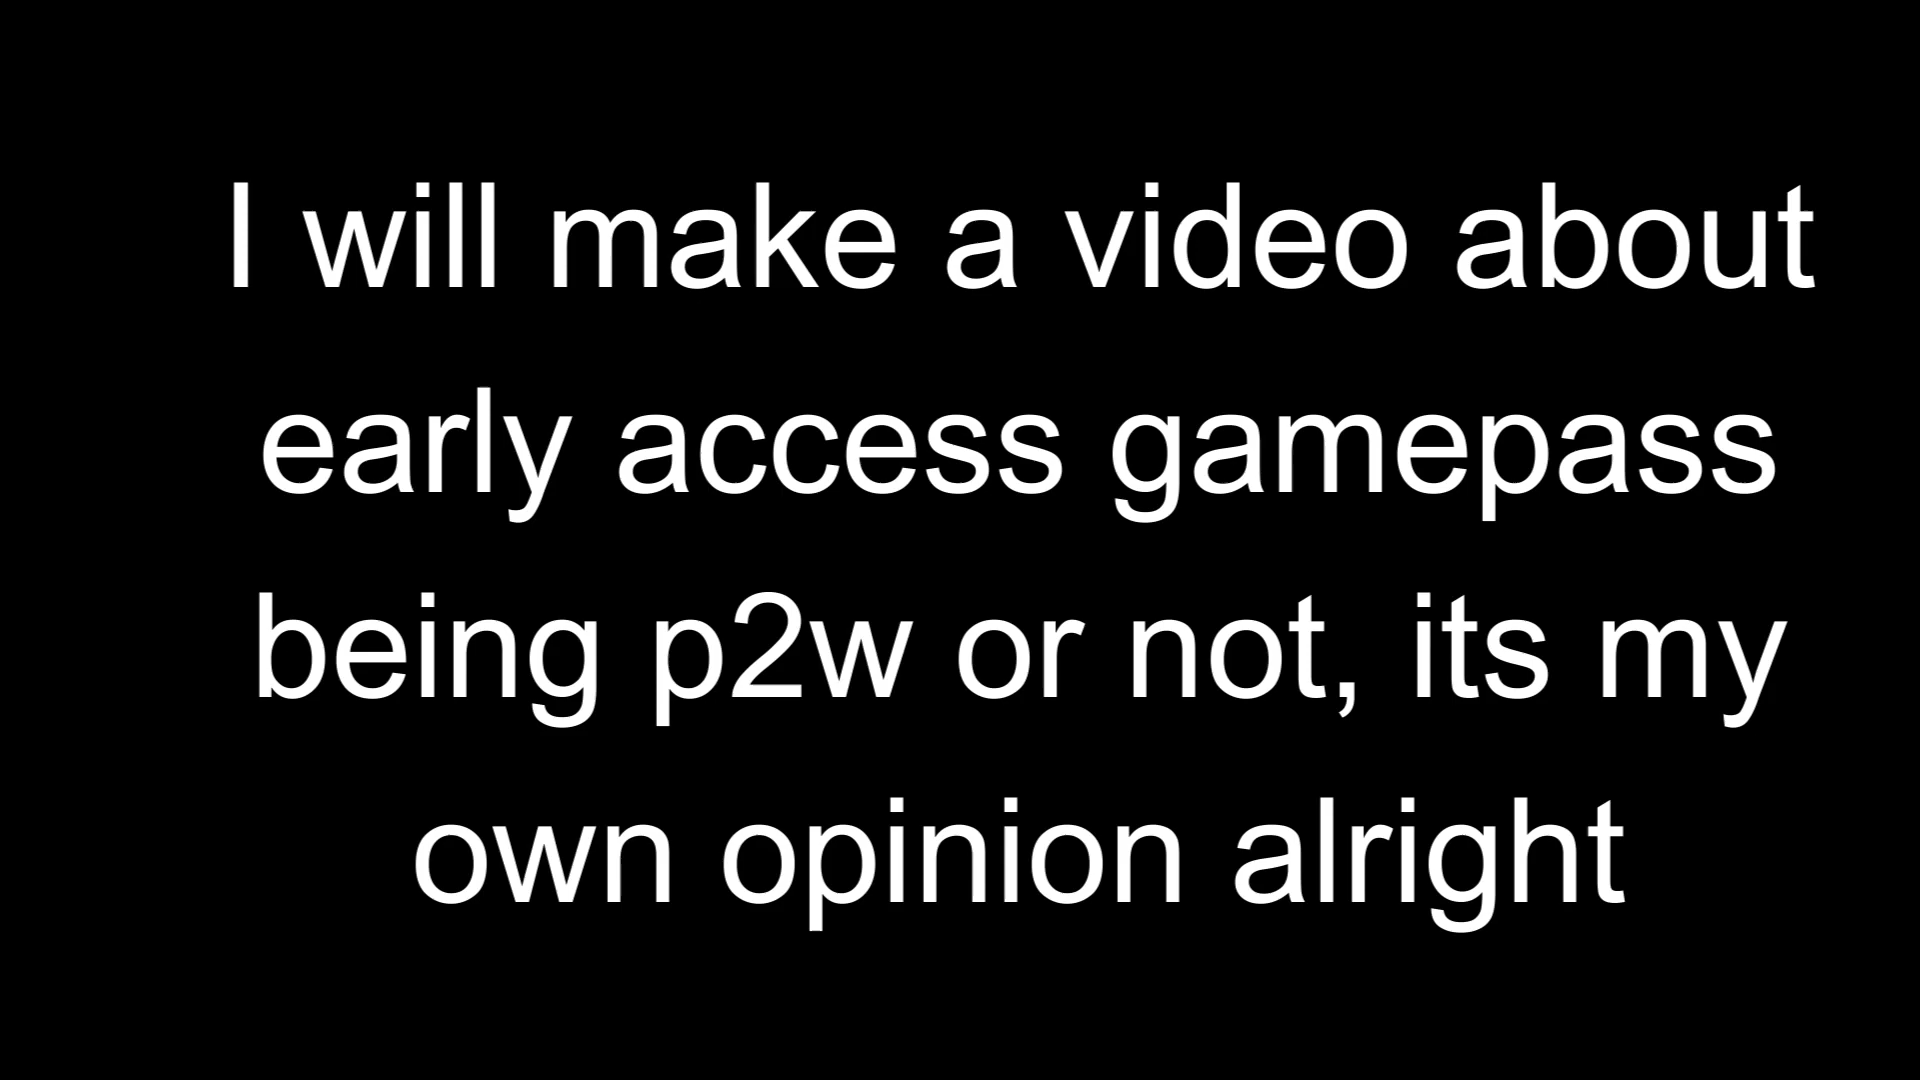 I will make a video about
early access gamepass
being p2w or not, its my
own opinion alright